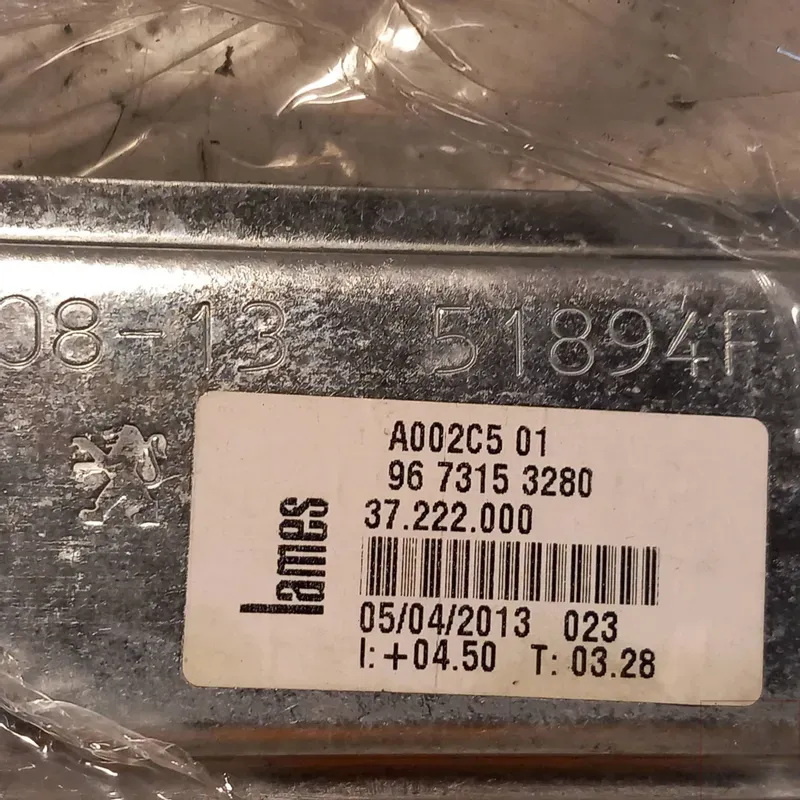 08-13 51894F
A002C5 01
96 7315 3280
lames
37.222.000
05/04/2013 023
I: +04.50 T: 03.28